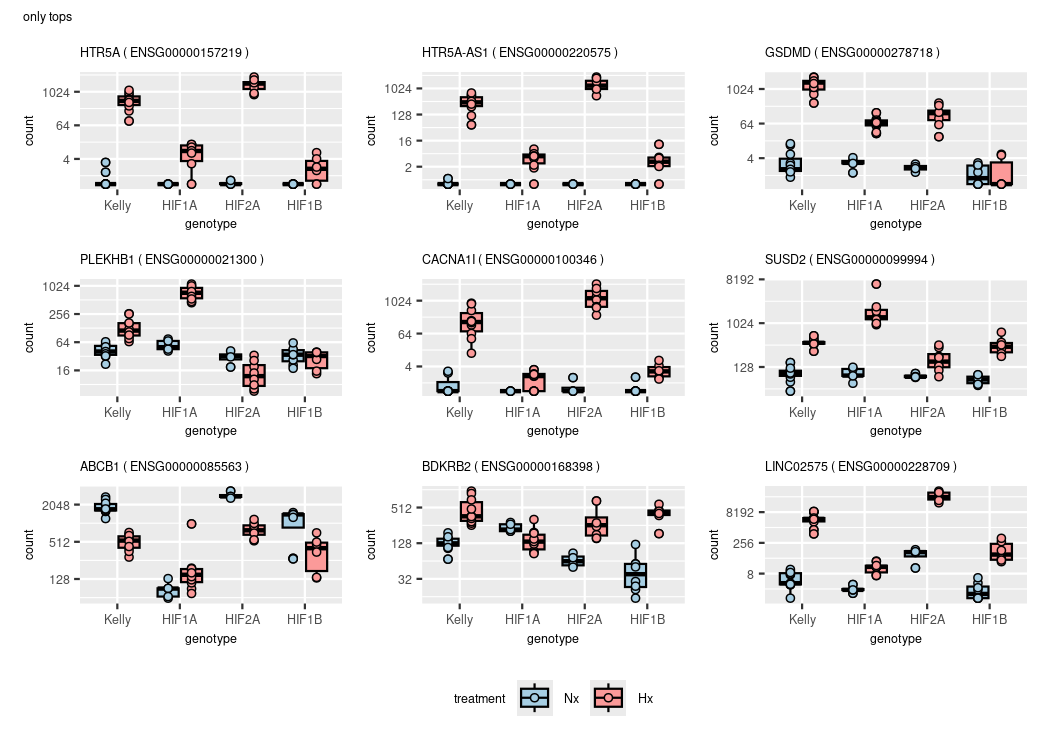 only tops
HTR5A ( ENSG00000157219 )
1024
64
4
count
Kelly HIF1A HIF2A HIF1B
genotype
HTR5A-AS1 ( ENSG00000220575 )
1024
128
16
2
count
Kelly HIF1A HIF2A HIF1B
genotype
GSDMD ( ENSG00000278718 )
1024
64
4
count
Kelly HIF1A HIF2A HIF1B
genotype
PLEKHB1 ( ENSG00000021300 )
1024
256
64
16
count
Kelly HIF1A HIF2A HIF1B
genotype
CACNA1I ( ENSG00000100346 )
1024
64
4
count
Kelly HIF1A HIF2A HIF1B
genotype
SUSD2 ( ENSG00000099994 )
8192
1024
128
count
Kelly HIF1A HIF2A HIF1B
genotype
ABCB1 ( ENSG00000085563 )
2048
512
128
count
Kelly HIF1A HIF2A HIF1B
genotype
BDKRB2 ( ENSG00000168398 )
512
128
32
count
Kelly HIF1A HIF2A HIF1B
genotype
LINC02575 ( ENSG00000228709 )
8192
256
8
count
Kelly HIF1A HIF2A HIF1B
genotype
treatment Nx Hx